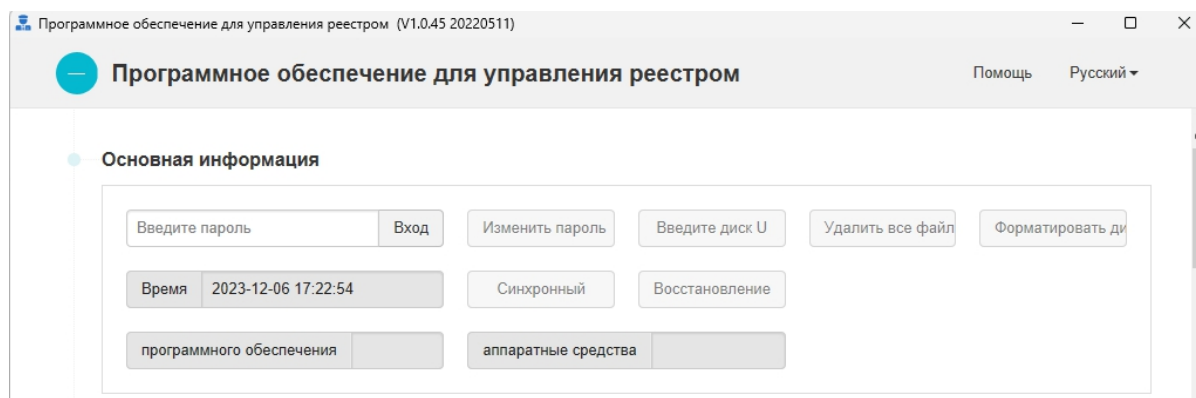 Программное обеспечение для управления реестром (V1.0.45 20220511)
Программное обеспечение для управления реестром
Помощь Русский
Основная информация
Введите пароль Вход Изменить пароль Введите диск U Удалить все файл Форматировать ди
Время 2023-12-06 17:22:54 Синхронный Восстановление
программного обеспечения аппаратные средства